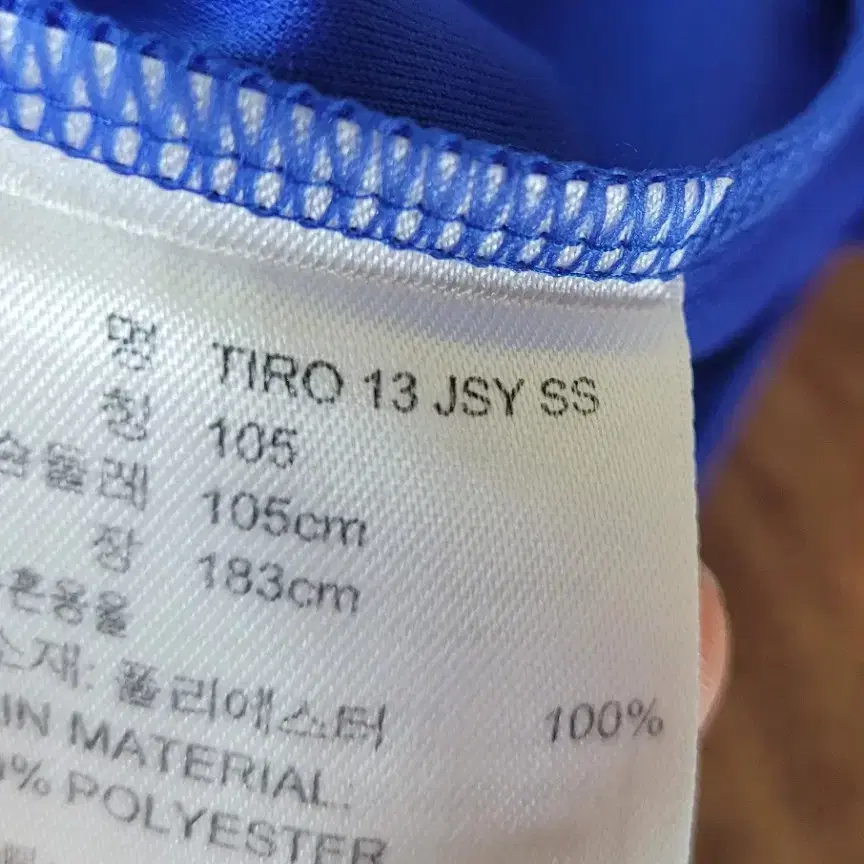 명 TIRO 13 JSY SS
칭 105
슴둘레 105cm
장 183cm
혼용율
소재: 폴리에스터 100%
IN MATERIAL:
% POLYESTER